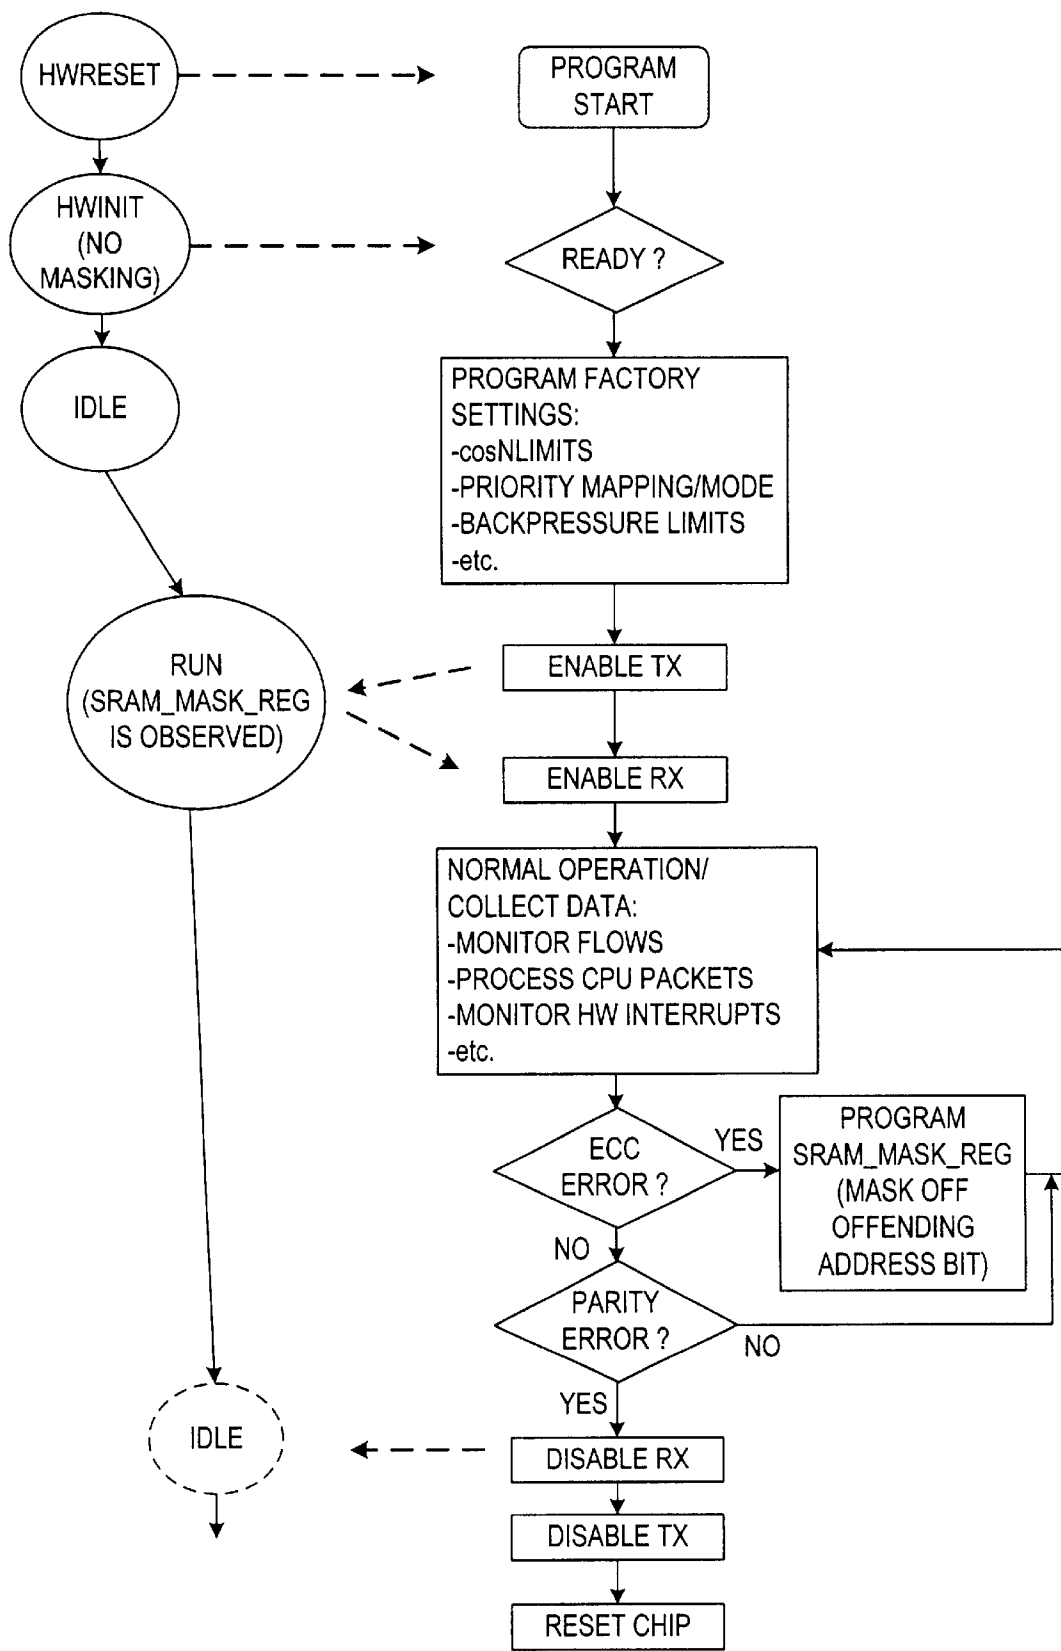 HWRESET
PROGRAM
START
HWINIT
(NO
MASKING)
READY ?
IDLE
PROGRAM FACTORY
SETTINGS:
-cosNLIMITS
-PRIORITY MAPPING/MODE
-BACKPRESSURE LIMITS
-etc.
RUN
(SRAM_MASK_REG
IS OBSERVED)
ENABLE TX
ENABLE RX
NORMAL OPERATION/
COLLECT DATA:
-MONITOR FLOWS
-PROCESS CPU PACKETS
-MONITOR HW INTERRUPTS
-etc.
ECC
ERROR ?
YES
PROGRAM
SRAM_MASK_REG
(MASK OFF
OFFENDING
ADDRESS BIT)
NO
PARITY
ERROR ?
NO
YES
IDLE
DISABLE RX
DISABLE TX
RESET CHIP